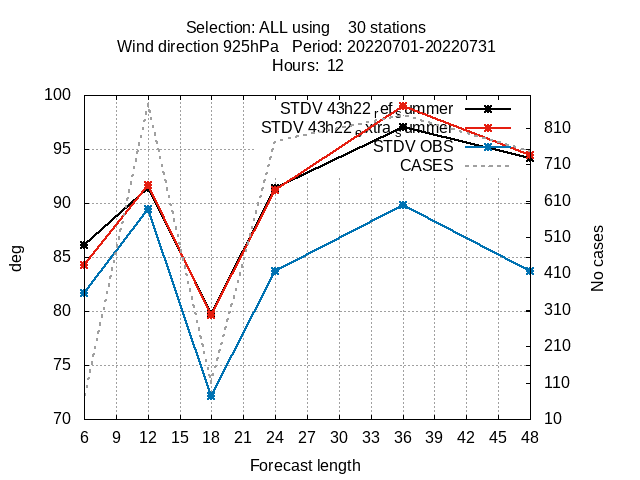 Selection: ALL using    30 stations
Wind direction 925hPa   Period: 20220701-20220731
Hours:  12
STDV 43h22_ref_summer
STDV 43h22_extra_summer
STDV OBS
CASES
100
95
90
85
80
75
70
810
710
610
510
410
310
210
110
10
deg
No cases
6 9 12 15 18 21 24 27 30 33 36 39 42 45 48
Forecast length